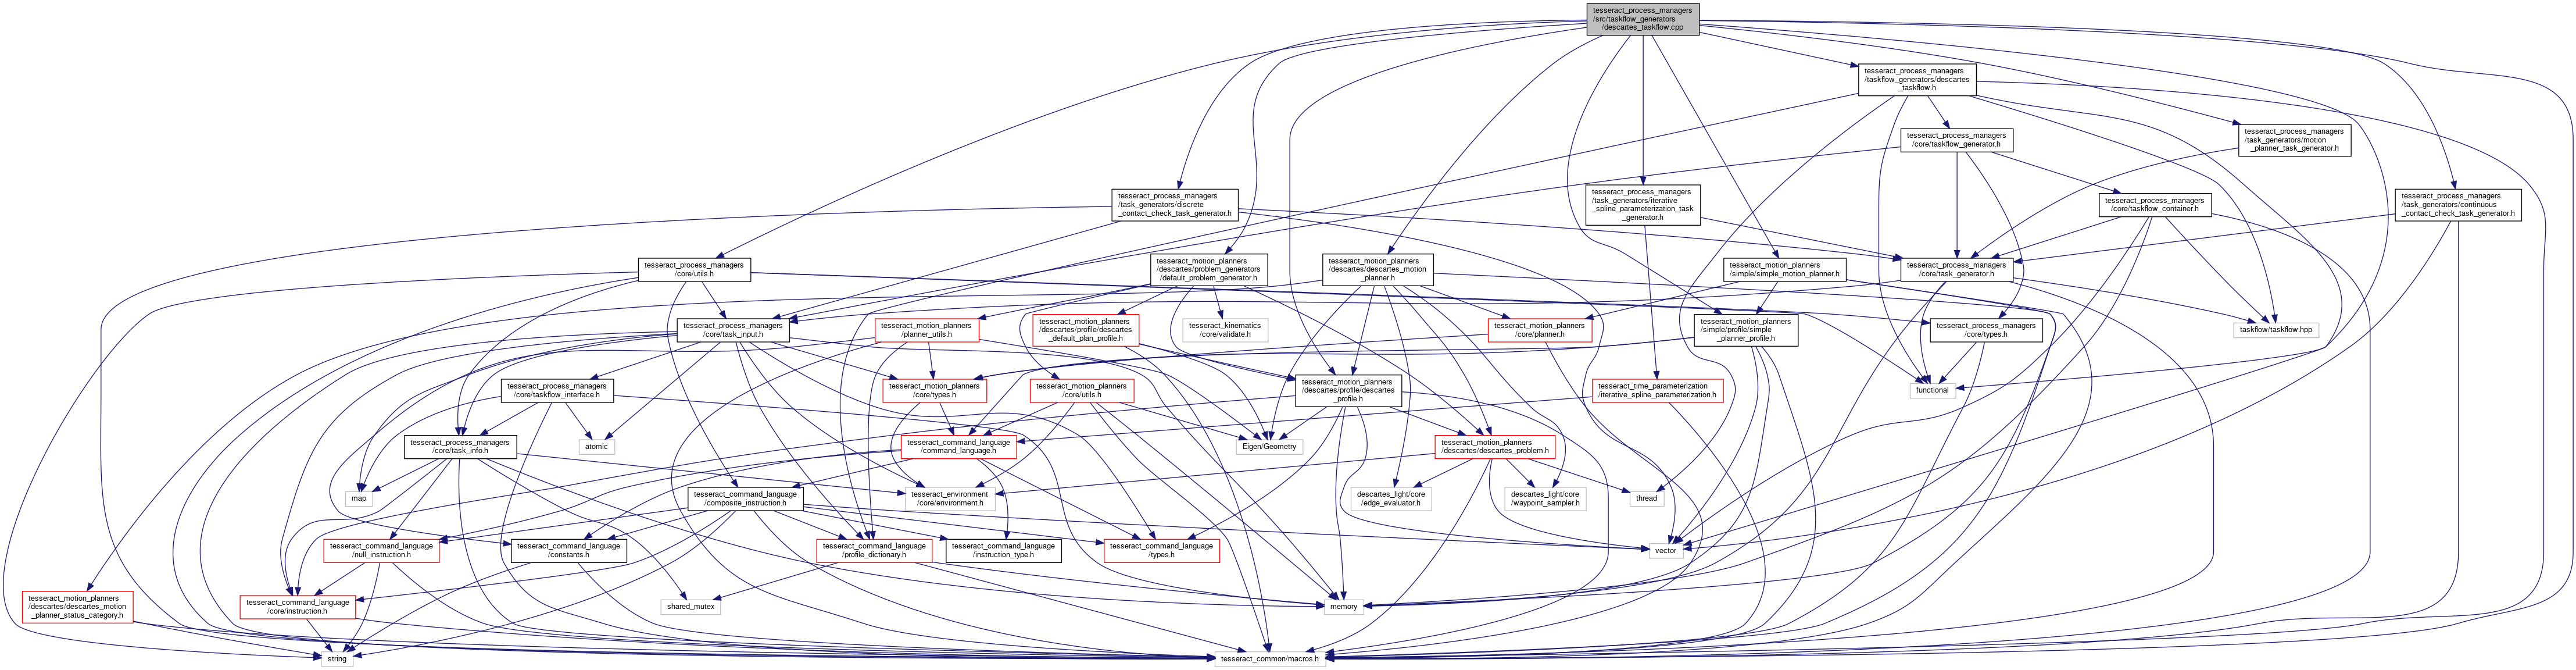 tesseract_process_managers
/src/taskflow_generators
/descartes_taskflow.cpp
tesseract_process_managers
/taskflow_generators/descartes
_taskflow.h
tesseract_process_managers
/core/taskflow_generator.h
tesseract_process_managers
/task_generators/motion
_planner_task_generator.h
tesseract_process_managers
/task_generators/discrete
_contact_check_task_generator.h
tesseract_process_managers
/task_generators/iterative
_spline_parameterization_task
_generator.h
tesseract_process_managers
/core/taskflow_container.h
tesseract_process_managers
/task_generators/continuous
_contact_check_task_generator.h
tesseract_process_managers
/core/utils.h
tesseract_motion_planners
/descartes/problem_generators
/default_problem_generator.h
tesseract_motion_planners
/descartes/descartes_motion
_planner.h
tesseract_motion_planners
/simple/simple_motion_planner.h
tesseract_process_managers
/core/task_generator.h
tesseract_process_managers
/core/task_input.h
tesseract_motion_planners
/planner_utils.h
tesseract_motion_planners
/descartes/profile/descartes
_default_plan_profile.h
tesseract_kinematics
/core/validate.h
tesseract_motion_planners
/core/planner.h
tesseract_motion_planners
/simple/profile/simple
_planner_profile.h
tesseract_process_managers
/core/types.h
taskflow/taskflow.hpp
tesseract_process_managers
/core/taskflow_interface.h
tesseract_motion_planners
/core/types.h
tesseract_motion_planners
/core/utils.h
tesseract_motion_planners
/descartes/profile/descartes
_profile.h
tesseract_time_parameterization
/iterative_spline_parameterization.h
functional
tesseract_process_managers
/core/task_info.h
atomic
tesseract_command_language
/command_language.h
Eigen/Geometry
tesseract_motion_planners
/descartes/descartes_problem.h
map
tesseract_command_language
/composite_instruction.h
tesseract_environment
/core/environment.h
descartes_light/core
/edge_evaluator.h
descartes_light/core
/waypoint_sampler.h
thread
tesseract_command_language
/null_instruction.h
tesseract_command_language
/constants.h
tesseract_command_language
/profile_dictionary.h
tesseract_command_language
/instruction_type.h
tesseract_command_language
/types.h
vector
tesseract_motion_planners
/descartes/descartes_motion
_planner_status_category.h
tesseract_command_language
/core/instruction.h
shared_mutex
memory
string
tesseract_common/macros.h